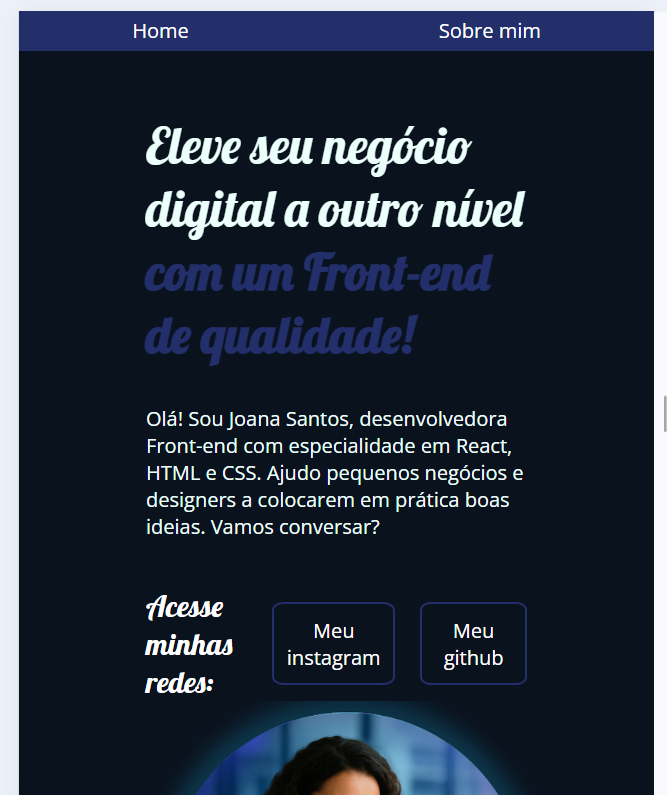 Home Sobre mim
Eleve seu negócio
digital a outro nível
com um Front-end
de qualidade!
Olá! Sou Joana Santos, desenvolvedora
Front-end com especialidade em React,
HTML e CSS. Ajudo pequenos negócios e
designers a colocarem em prática boas
ideias. Vamos conversar?
Acesse
minhas
redes:
Meu
instagram
Meu
github